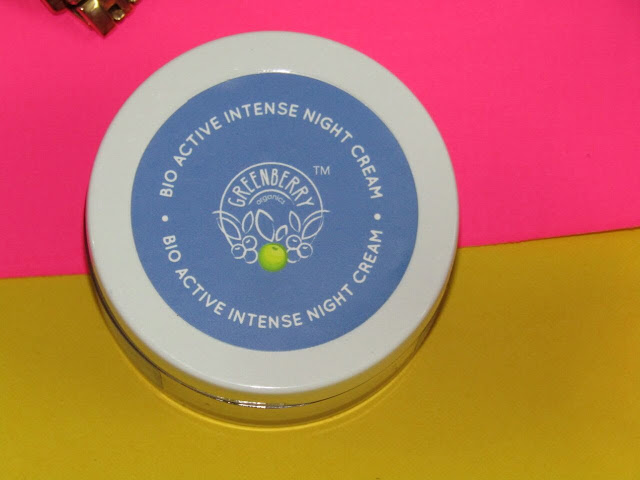 BIO ACTIVE INTENSE NIGHT CREAM
GREENBERRY TM
organics
• BIO ACTIVE INTENSE NIGHT CREAM •